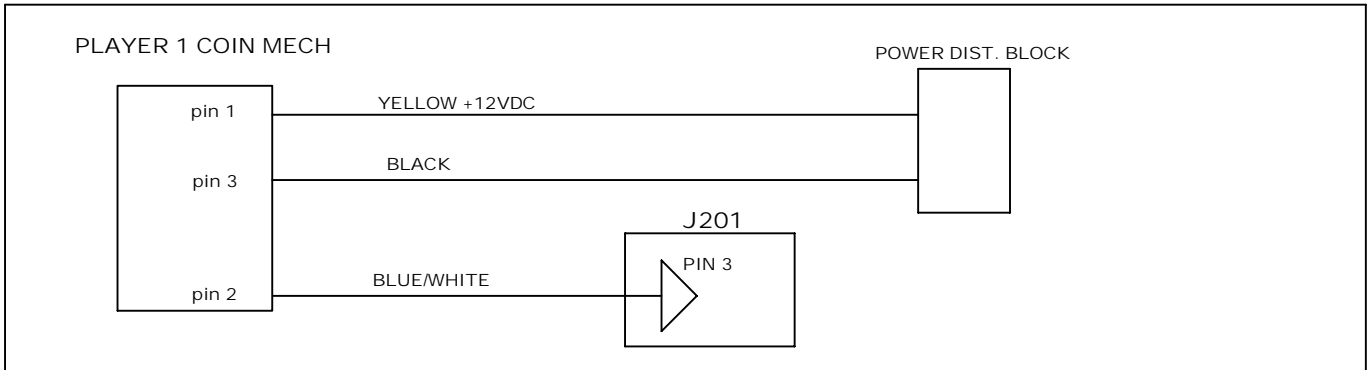 PLAYER 1 COIN MECH
POWER DIST. BLOCK
pin 1
YELLOW +12VDC
pin 3
BLACK
J201
PIN 3
pin 2
BLUE/WHITE